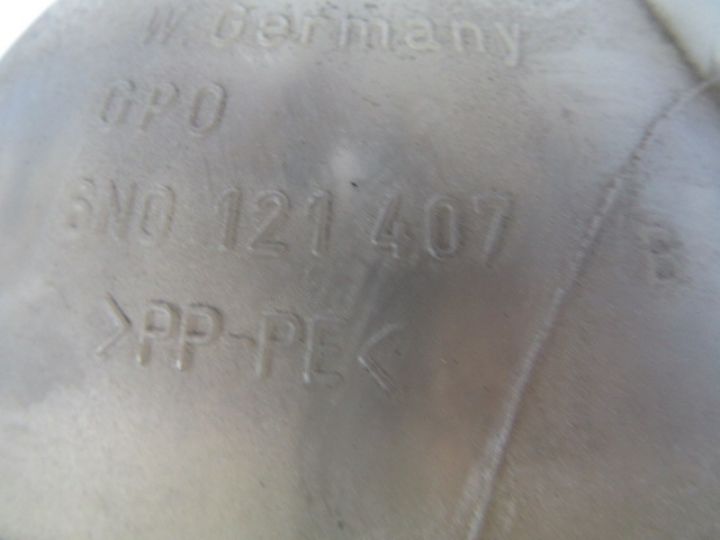 W. Germany
GPO
6N0 121 407 B
>PP-PE<